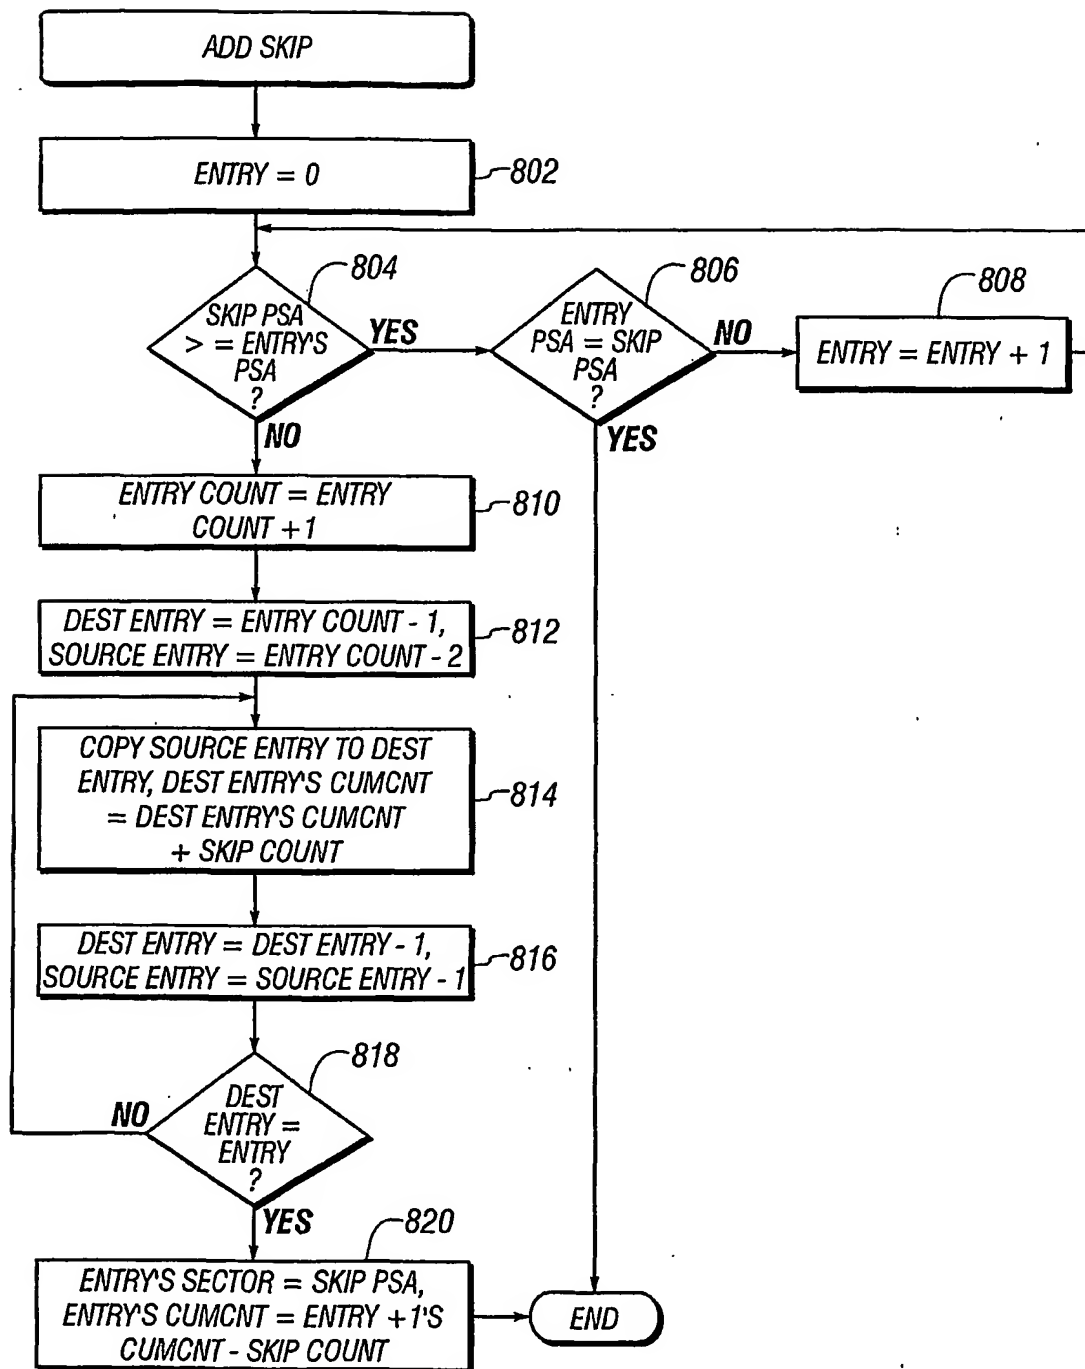 ADD SKIP
ENTRY = 0
802
804
SKIP PSA
> = ENTRY'S
PSA
?
YES
NO
806
ENTRY
PSA = SKIP
PSA
?
NO
YES
808
ENTRY = ENTRY + 1
ENTRY COUNT = ENTRY
COUNT +1
810
DEST ENTRY = ENTRY COUNT - 1,
SOURCE ENTRY = ENTRY COUNT - 2
812
COPY SOURCE ENTRY TO DEST
ENTRY, DEST ENTRY'S CUMCNT
= DEST ENTRY'S CUMCNT
+ SKIP COUNT
814
DEST ENTRY = DEST ENTRY - 1,
SOURCE ENTRY = SOURCE ENTRY - 1
816
818
DEST
ENTRY =
ENTRY
?
NO
YES
820
ENTRY'S SECTOR = SKIP PSA,
ENTRY'S CUMCNT = ENTRY +1'S
CUMCNT - SKIP COUNT
END